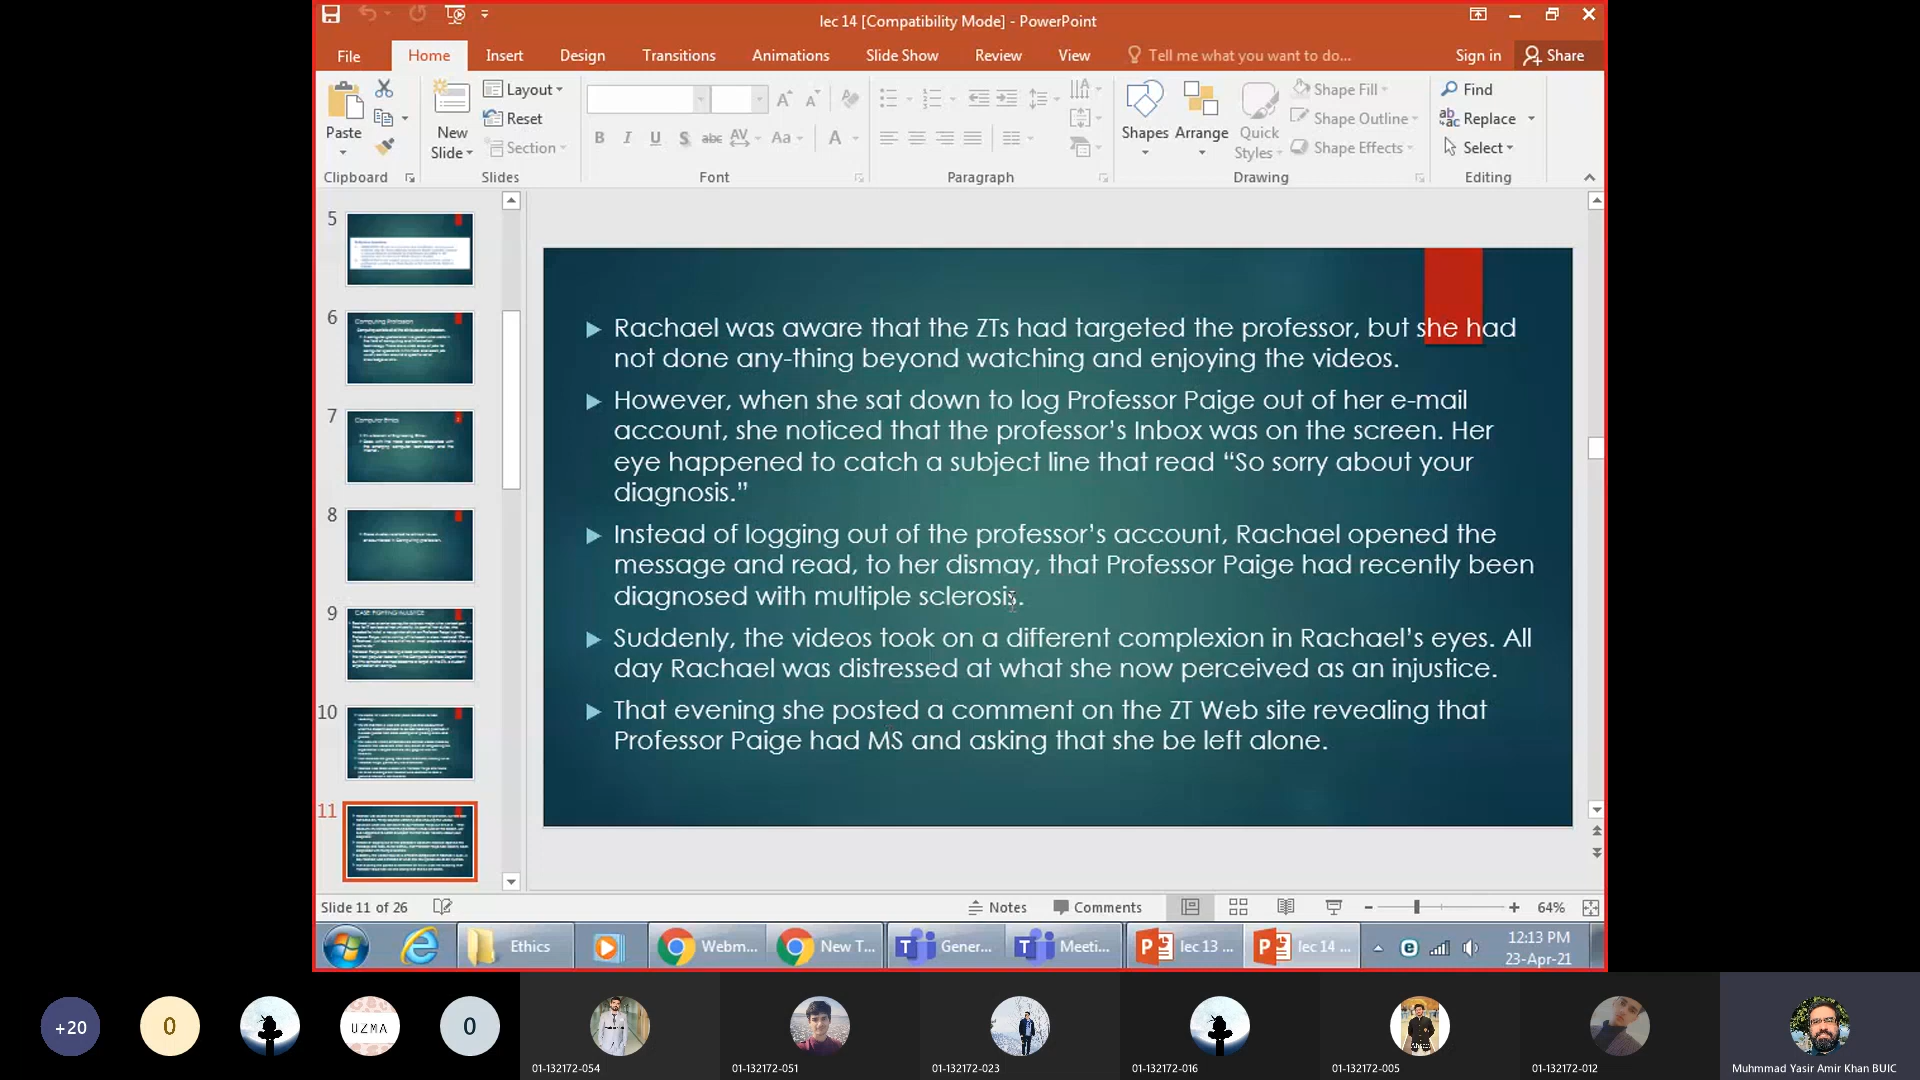 lec 14 [Compatibility Mode] - PowerPoint
File Home Insert Design Transitions Animations Slide Show Review View Tell me what you want to do... Sign in Share
Paste
New Slide
Layout
Reset
Section
Shapes
Arrange
Quick Styles
Shape Fill
Shape Outline
Shape Effects
Find
Replace
Select
Clipboard Slides Font Paragraph Drawing Editing
5
6
Computing Profession
7
Computer Ethics
8
9
10
11
Rachael was aware that the ZTs had targeted the professor, but she had
not done any-thing beyond watching and enjoying the videos.
However, when she sat down to log Professor Paige out of her e-mail
account, she noticed that the professor’s Inbox was on the screen. Her
eye happened to catch a subject line that read “So sorry about your
diagnosis.”
Instead of logging out of the professor’s account, Rachael opened the
message and read, to her dismay, that Professor Paige had recently been
diagnosed with multiple sclerosis.
Suddenly, the videos took on a different complexion in Rachael’s eyes. All
day Rachael was distressed at what she now perceived as an injustice.
That evening she posted a comment on the ZT Web site revealing that
Professor Paige had MS and asking that she be left alone.
Slide 11 of 26 Notes Comments 64%
Ethics Webm... New T... Gener... Meeti... lec 13 ... lec 14 ... 12:13 PM
23-Apr-21
+20 0 UZMA 0
01-132172-054 01-132172-051 01-132172-023 01-132172-016 01-132172-005 01-132172-012 Muhmmad Yasir Amir Khan BUIC